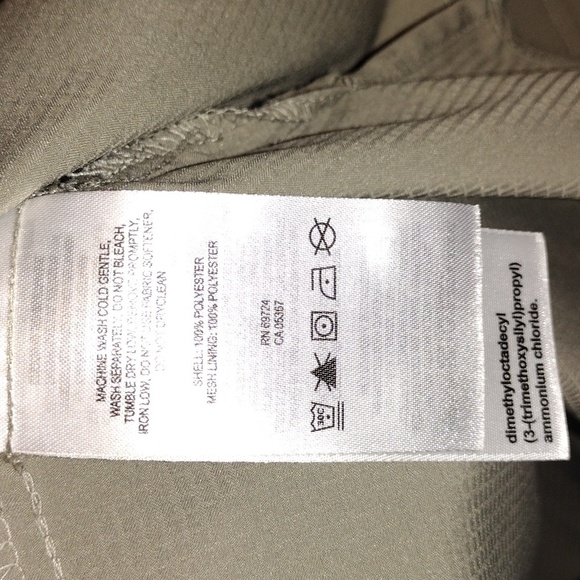 MACHINE WASH COLD GENTLE,
WASH SEPARATELY, DO NOT BLEACH,
TUMBLE DRY LOW, REMOVE PROMPTLY,
IRON LOW, DO NOT USE FABRIC SOFTENER,
DO NOT DRYCLEAN
SHELL: 100% POLYESTER
MESH LINING: 100% POLYESTER
RN 69724
CA 05367
30C
dimethyloctadecyl
(3-(trimethoxysilyl)propyl)
ammonium chloride.